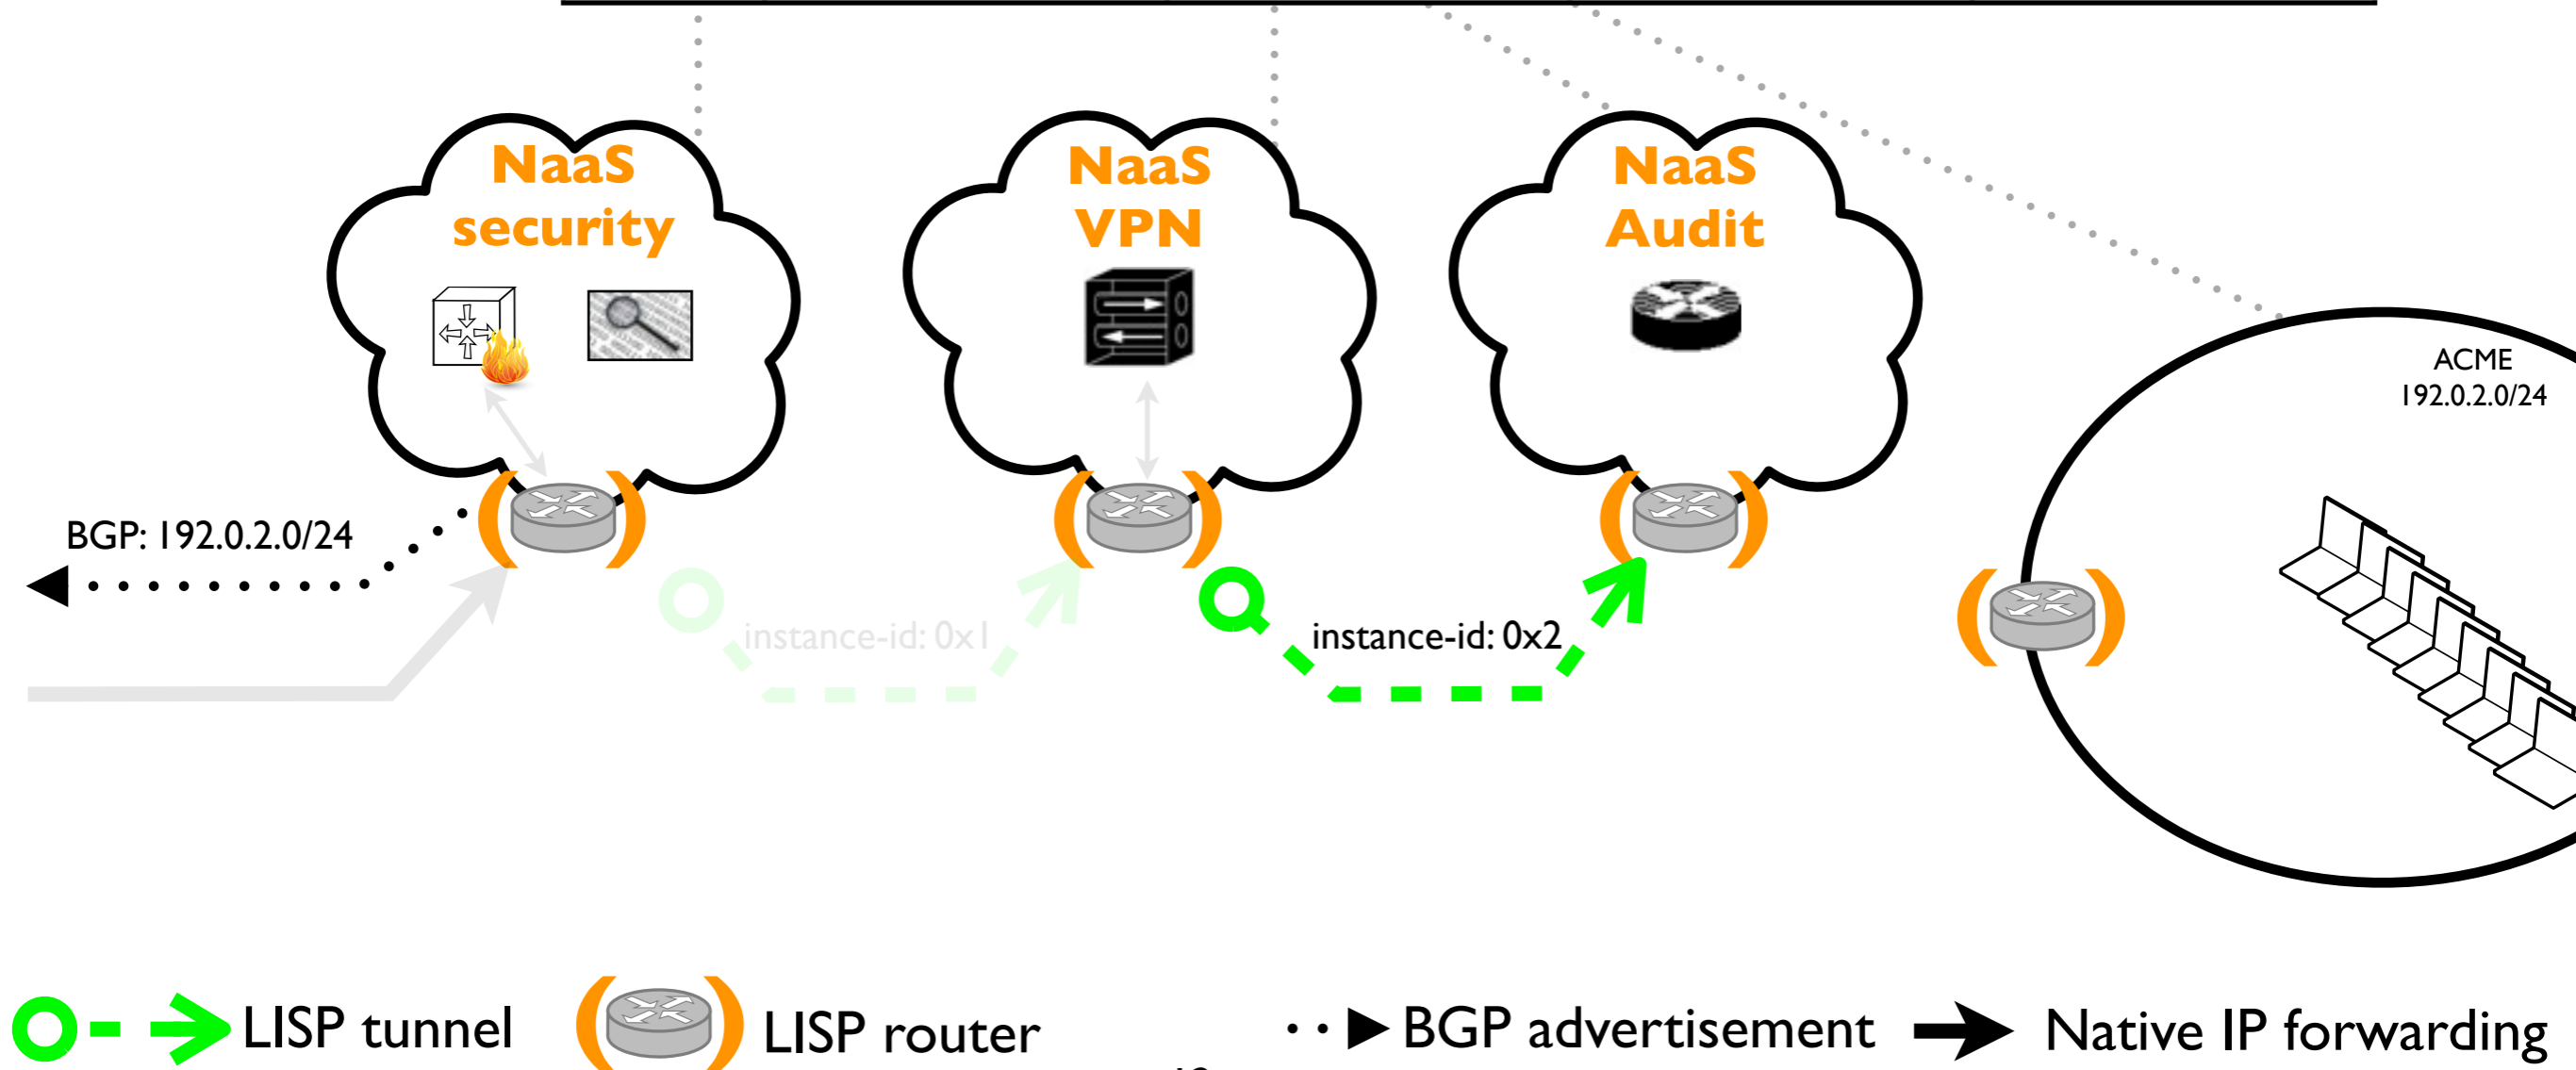 NaaS
security
NaaS
VPN
NaaS
Audit
ACME
192.0.2.0/24
BGP: 192.0.2.0/24
instance-id: 0x1
instance-id: 0x2
LISP tunnel
LISP router
BGP advertisement
Native IP forwarding